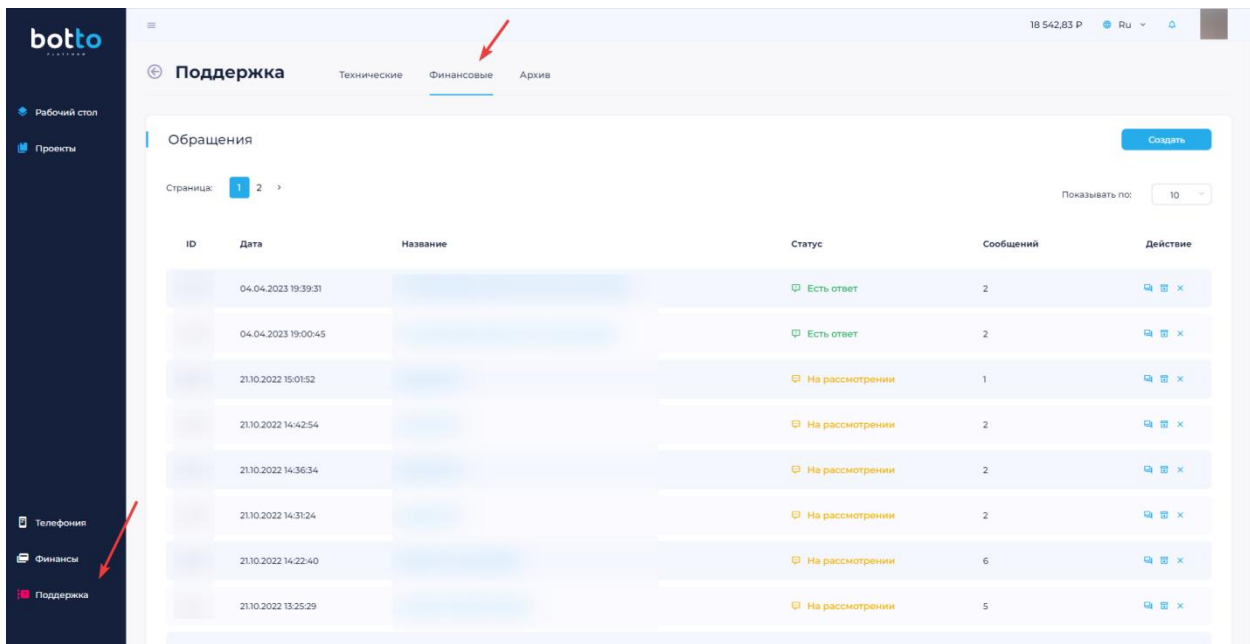 botto
PLATFORM
18 542,83 ₽
Ru
Поддержка
Технические
Финансовые
Архив
Рабочий стол
Проекты
Обращения
Создать
Страница:
1
2
Показывать по:
10
ID Дата Название Статус Сообщений Действие
04.04.2023 19:39:31 Есть ответ 2
04.04.2023 19:00:45 Есть ответ 2
21.10.2022 15:01:52 На рассмотрении 1
21.10.2022 14:42:54 На рассмотрении 2
21.10.2022 14:36:34 На рассмотрении 2
21.10.2022 14:31:24 На рассмотрении 2
21.10.2022 14:22:40 На рассмотрении 6
21.10.2022 13:25:29 На рассмотрении 5
Телефония
Финансы
Поддержка